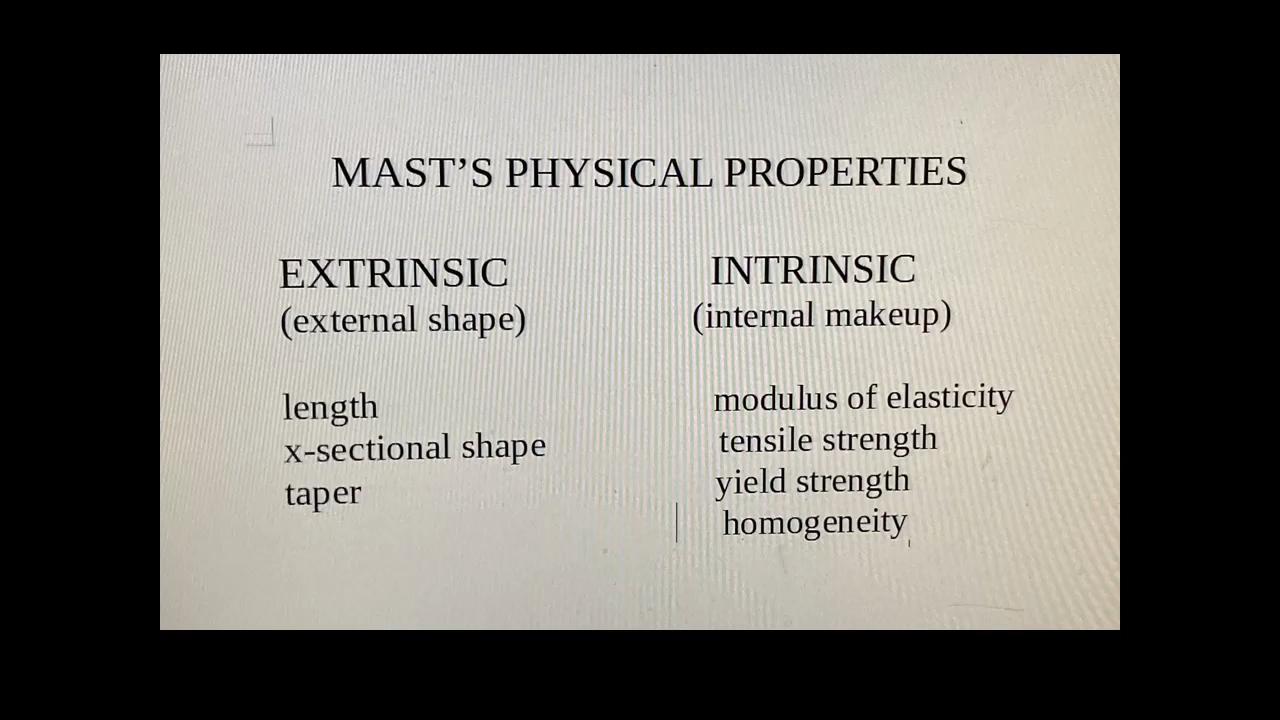 MAST’S PHYSICAL PROPERTIES
EXTRINSIC
(external shape)
length
x-sectional shape
taper
INTRINSIC
(internal makeup)
modulus of elasticity
tensile strength
yield strength
homogeneity